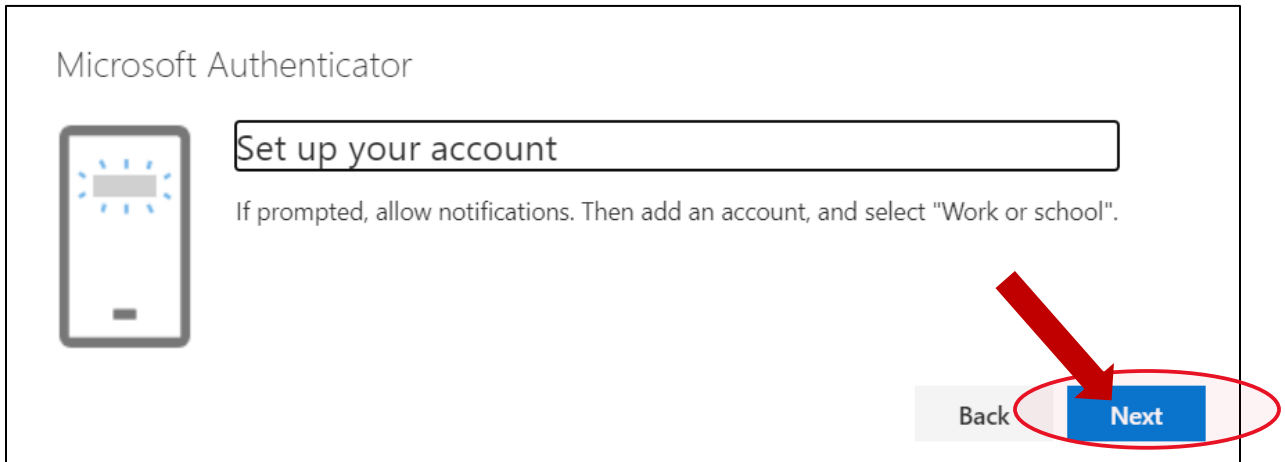 Microsoft Authenticator
Set up your account
If prompted, allow notifications. Then add an account, and select "Work or school".
Back
Next